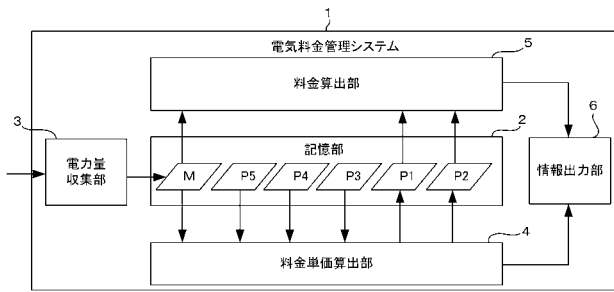 1
電気料金管理システム
5
料金算出部
3
電力量
収集部
2
記憶部
M P5 P4 P3 P1 P2
6
情報出力部
4
料金単価算出部